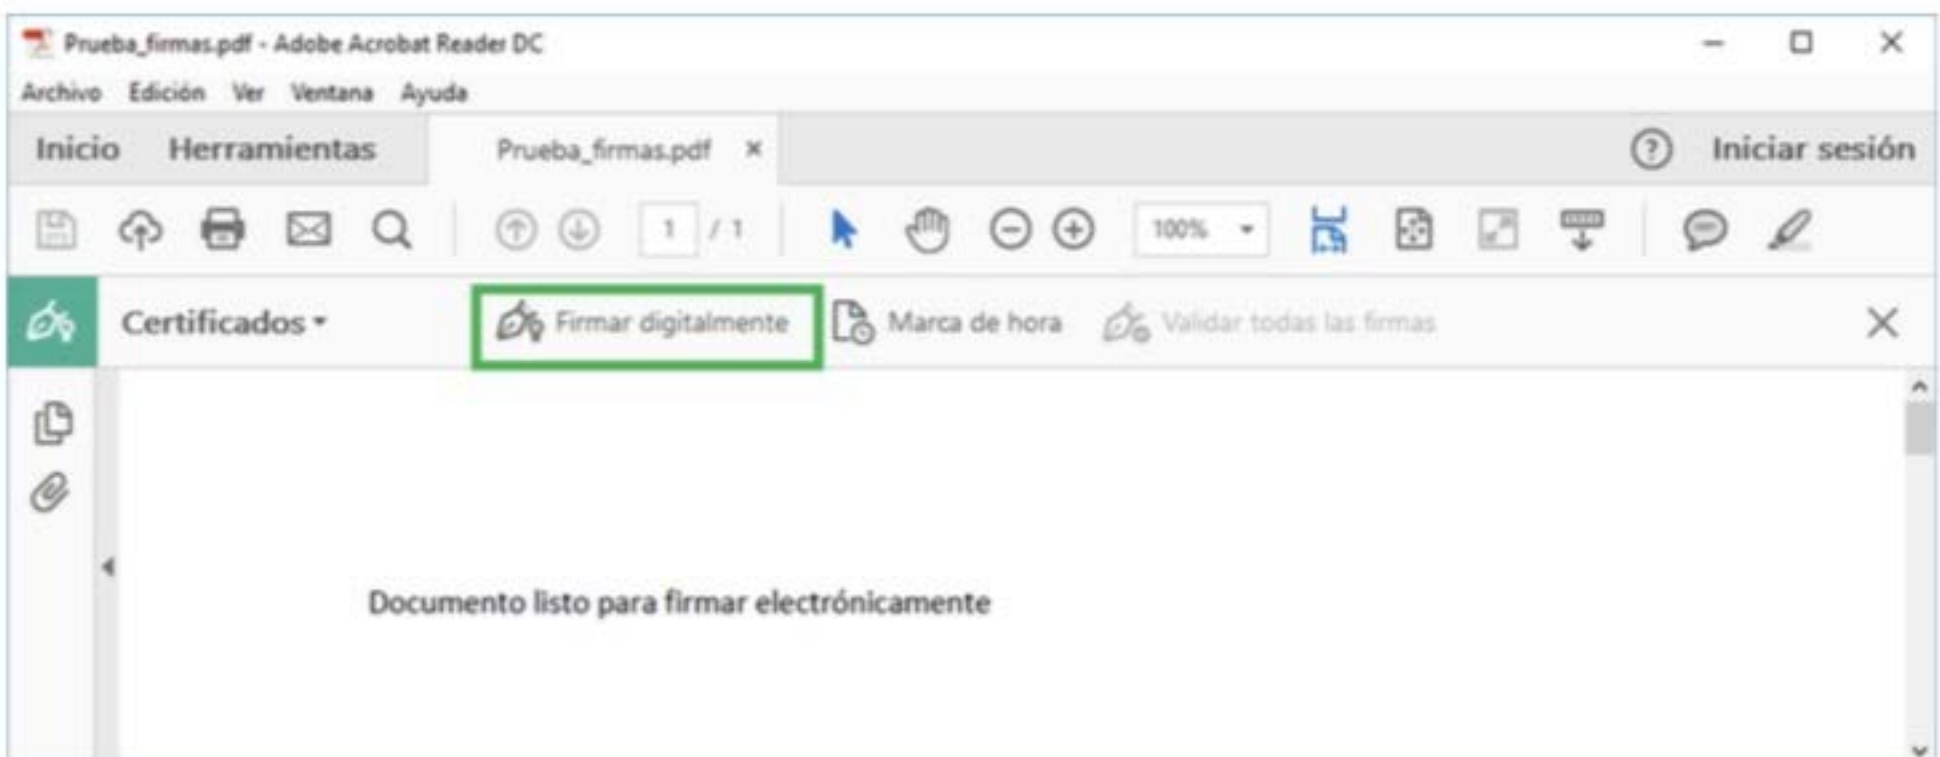 Prueba_firmas.pdf - Adobe Acrobat Reader DC
Archivo Edición Ver Ventana Ayuda
Inicio Herramientas Prueba_firmas.pdf × ? Iniciar sesión
1 / 1 100%
Certificados Firmar digitalmente Marca de hora Validar todas las firmas
Documento listo para firmar electrónicamente